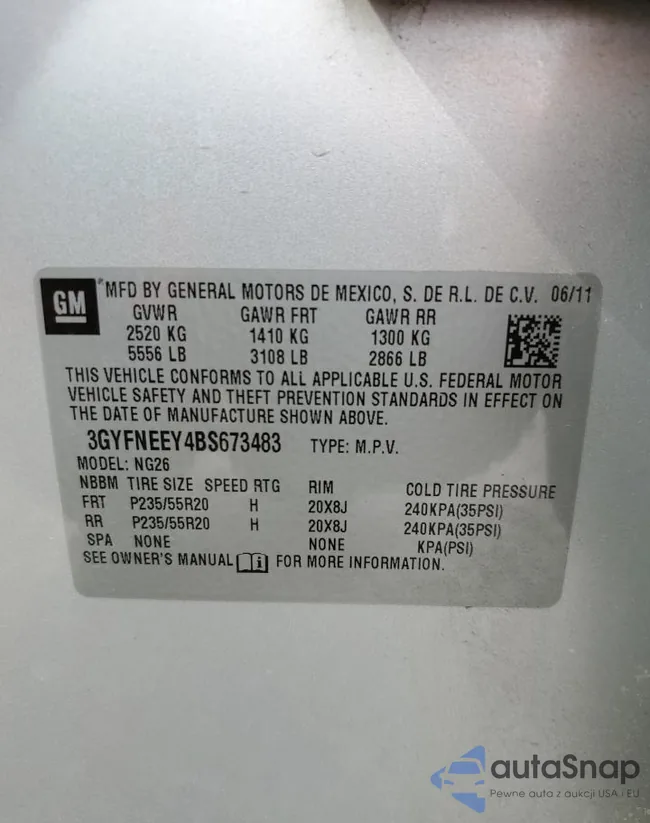 GM
®MFD BY GENERAL MOTORS DE MEXICO, S. DE R.L. DE C.V. 06/11
GVWR GAWR FRT GAWR RR
2520 KG 1410 KG 1300 KG
5556 LB 3108 LB 2866 LB
THIS VEHICLE CONFORMS TO ALL APPLICABLE U.S. FEDERAL MOTOR
VEHICLE SAFETY AND THEFT PREVENTION STANDARDS IN EFFECT ON
THE DATE OF MANUFACTURE SHOWN ABOVE.
3GYFNEEY4BS673483 TYPE: M.P.V.
MODEL: NG26
NBBM TIRE SIZE SPEED RTG RIM COLD TIRE PRESSURE
FRT P235/55R20 H 20X8J 240KPA(35PSI)
RR P235/55R20 H 20X8J 240KPA(35PSI)
SPA NONE NONE KPA(PSI)
SEE OWNER'S MANUAL FOR MORE INFORMATION.
autaSnap
Pewne auta z aukcji USA i EU